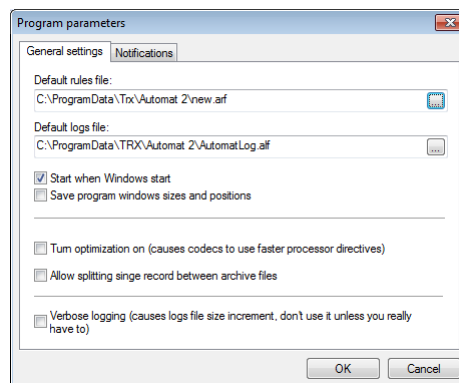 Program parameters
General settings
Notifications
Default rules file:
C:\ProgramData\Trx\Automat 2\new.arf
...
Default logs file:
C:\ProgramData\TRX\Automat 2\AutomatLog.alf
...
Start when Windows start
Save program windows sizes and positions
Turn optimization on (causes codecs to use faster processor directives)
Allow splitting singe record between archive files
Verbose logging (causes logs file size increment, don't use it unless you really
have to)
OK
Cancel